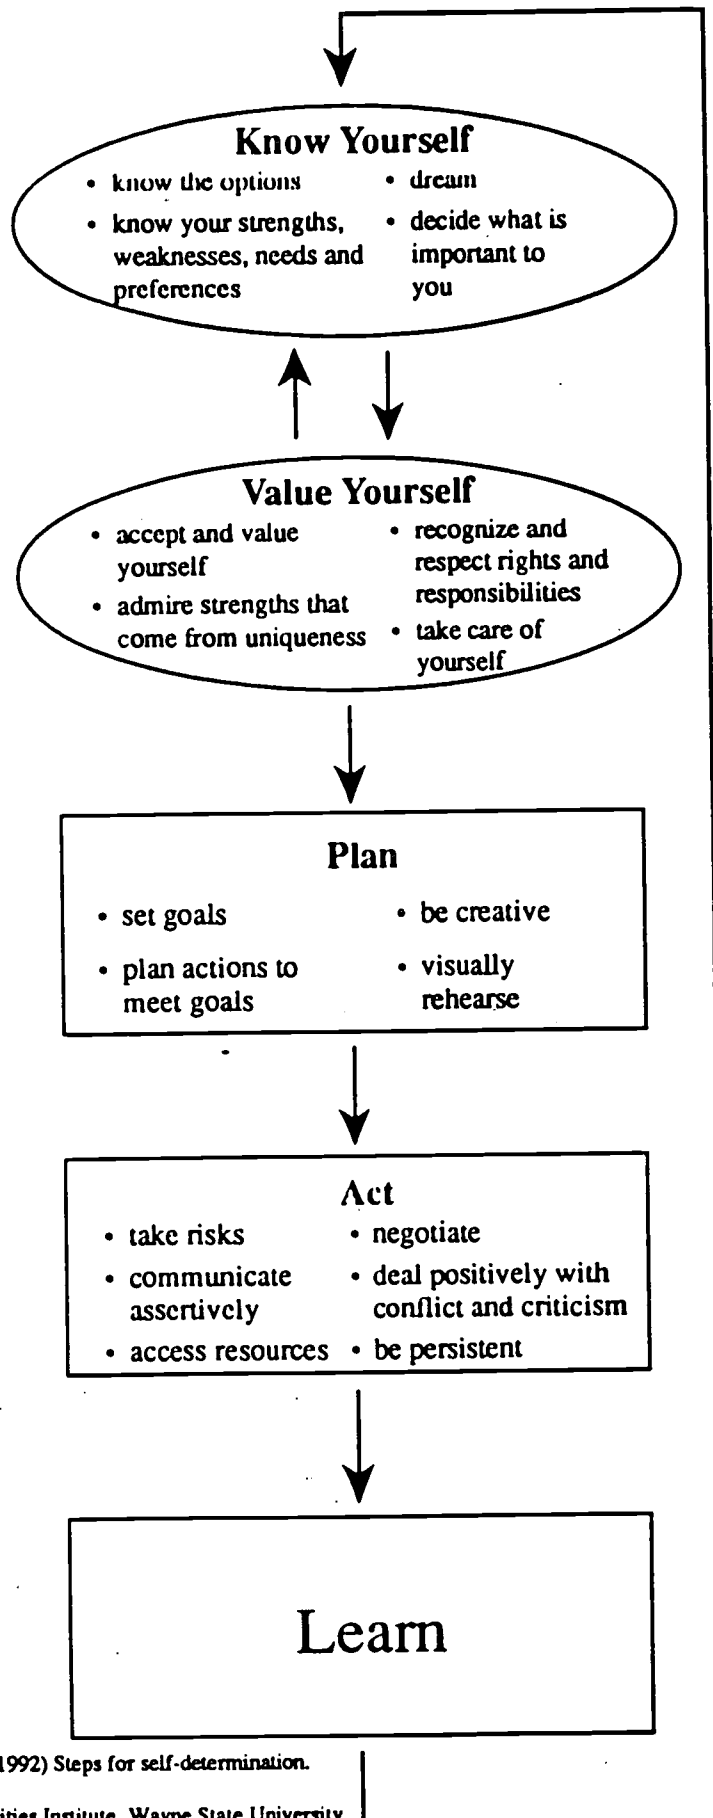 Know Yourself
• know the options
• know your strengths,
weaknesses, needs and
preferences
• dream
• decide what is
important to
you
Value Yourself
• accept and value
yourself
• admire strengths that
come from uniqueness
• recognize and
respect rights and
responsibilities
• take care of
yourself
Plan
• set goals
• plan actions to
meet goals
• be creative
• visually
rehearse
Act
• take risks
• communicate
assertively
• access resources
• negotiate
• deal positively with
conflict and criticism
• be persistent
Learn
1992) Steps for self-determination.
Institute, Wayne State University